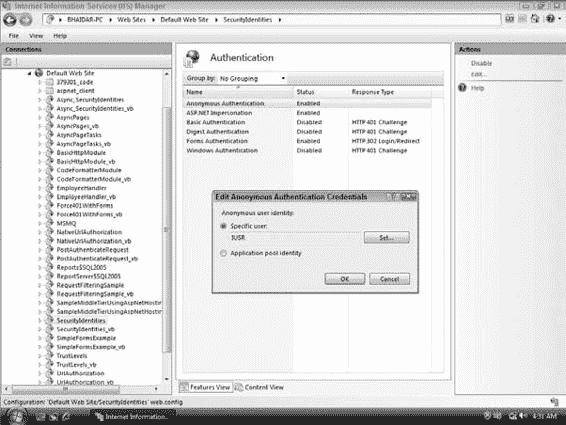 Internet Information Services (IIS) Manager
BHAIDAR-PC ▸ Web Sites ▸ Default Web Site ▸ SecurityIdentities ▸
File View Help
Connections
Default Web Site
379301_code
aspnet_client
Async_SecurityIdentities
Async_SecurityIdentities_vb
AsyncPages
AsyncPages_vb
AsyncPageTasks
AsyncPageTasks_vb
BasicHttpModule
BasicHttpModule_vb
CodeFormatterModule
CodeFormatterModule_vb
EmployeeHandler
EmployeeHandler_vb
Force401WithForms
Force401WithForms_vb
MSMQ
NativeUrlAuthorization
NativeUrlAuthorization_vb
PostAuthenticateRequest
PostAuthenticateRequest_vb
Reports$SQL2005
ReportServer$SQL2005
RequestFilteringSample
RequestFilteringSample_vb
SampleMiddleTierUsingAspNetHostin
SampleMiddleTierUsingAspNetHostin
SecurityIdentities
SecurityIdentities_vb
SimpleFormsExample
SimpleFormsExample_vb
TrustLevels
TrustLevels_vb
UrlAuthorization
UrlAuthorization_vb
Authentication
Group by: No Grouping
Name Status Response Type
Anonymous Authentication Enabled
ASP.NET Impersonation Enabled
Basic Authentication Disabled HTTP 401 Challenge
Digest Authentication Disabled HTTP 401 Challenge
Forms Authentication Enabled HTTP 302 Login/Redirect
Windows Authentication Disabled HTTP 401 Challenge
Edit Anonymous Authentication Credentials
Anonymous user identity:
Specific user:
IUSR Set...
Application pool identity
OK Cancel
Features View Content View
Actions
Disable
Edit...
Help
Configuration: 'Default Web Site/SecurityIdentities' web.config
Internet Information...
4:31 AM